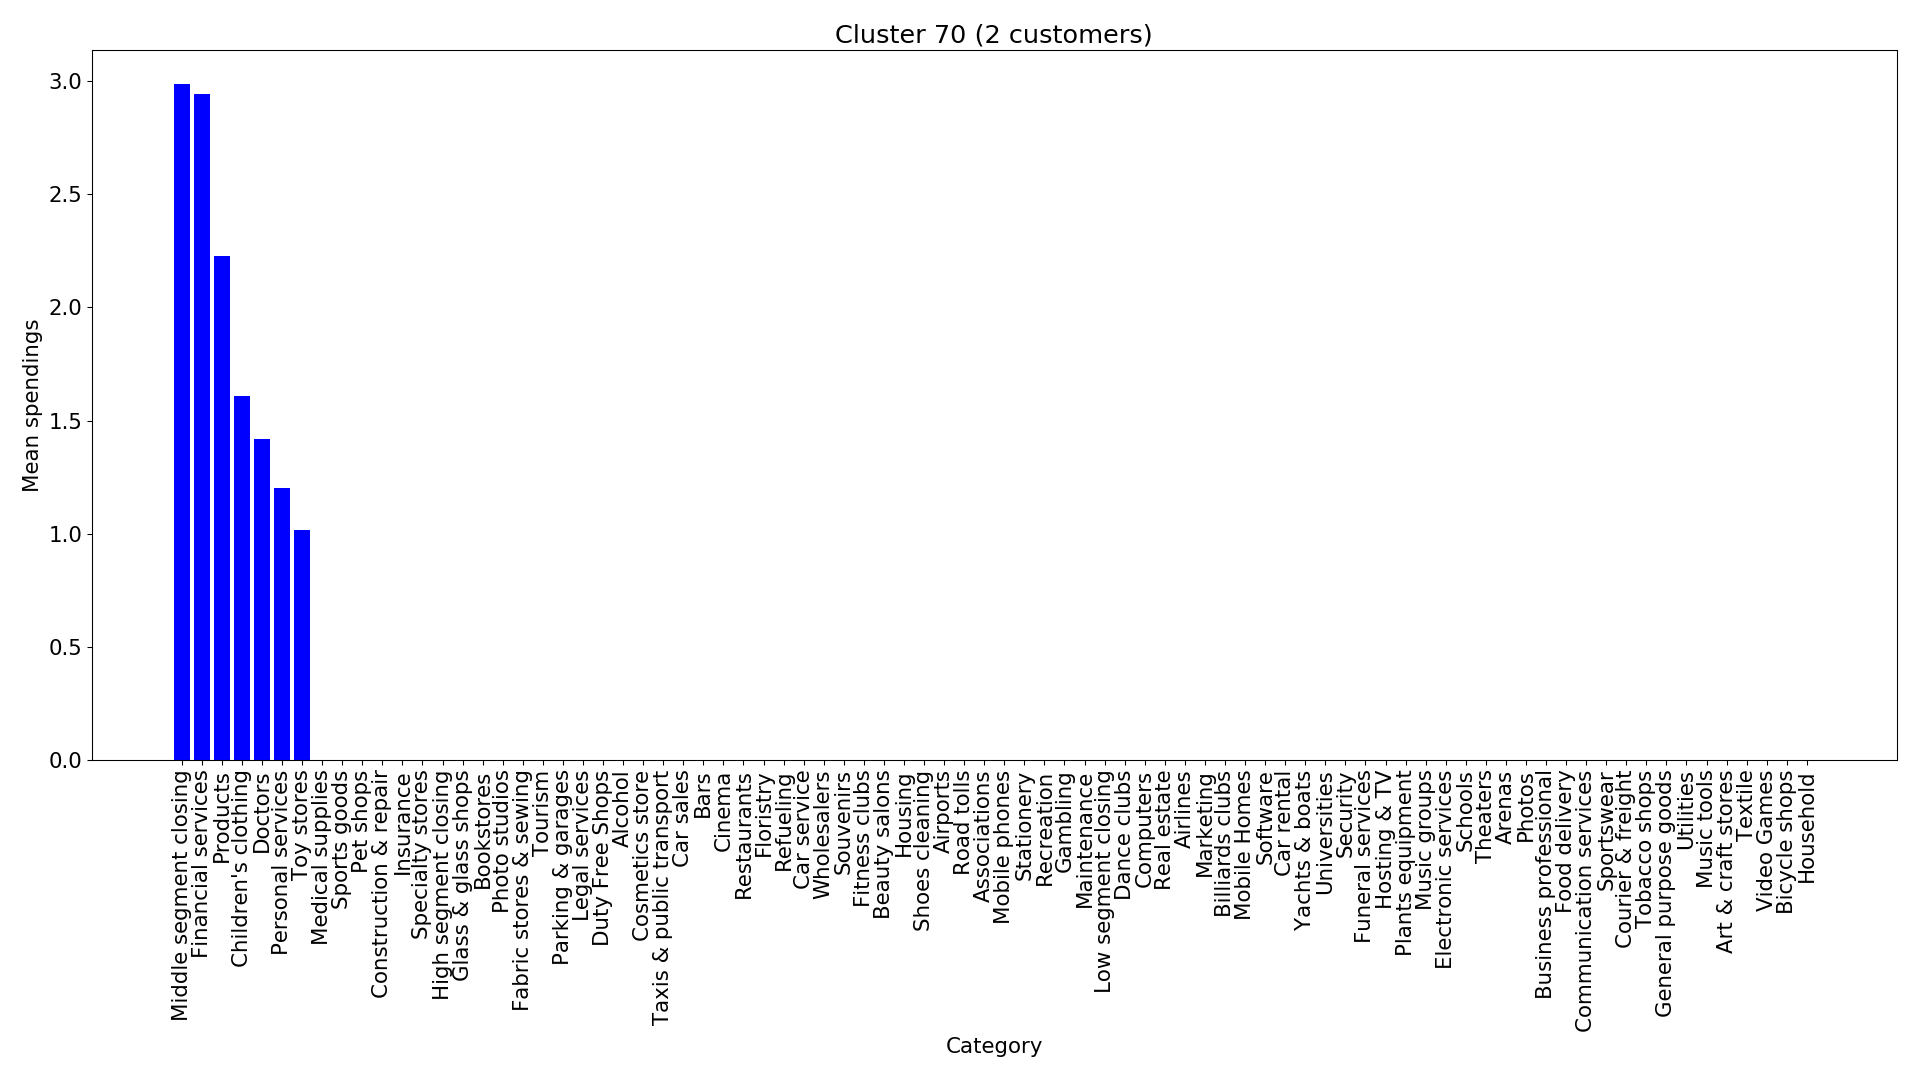 Cluster 70 (2 customers)
3.0
2.5
2.0
1.5
1.0
0.5
0.0
Mean spendings
Middle segment closing
Financial services
Products
Children's clothing
Doctors
Personal services
Toy stores
Medical supplies
Sports goods
Pet shops
Construction & repair
Insurance
Specialty stores
High segment closing
Glass & glass shops
Bookstores
Photo studios
Fabric stores & sewing
Tourism
Parking & garages
Legal services
Duty Free Shops
Alcohol
Cosmetics store
Taxis & public transport
Car sales
Bars
Cinema
Restaurants
Floristry
Refueling
Car service
Wholesalers
Souvenirs
Fitness clubs
Beauty salons
Housing
Shoes cleaning
Airports
Road tolls
Associations
Mobile phones
Stationery
Recreation
Gambling
Maintenance
Low segment closing
Dance clubs
Computers
Real estate
Airlines
Marketing
Billiards clubs
Mobile Homes
Software
Car rental
Yachts & boats
Universities
Security
Funeral services
Hosting & TV
Plants equipment
Music groups
Electronic services
Schools
Theaters
Arenas
Photos
Business professional
Food delivery
Communication services
Sportswear
Courier & freight
Tobacco shops
General purpose goods
Utilities
Music tools
Art & craft stores
Textile
Video Games
Bicycle shops
Household
Category